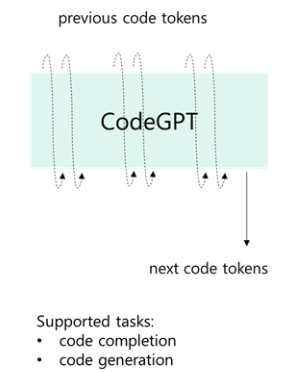 previous code tokens
CodeGPT
next code tokens
Supported tasks:
• code completion
• code generation